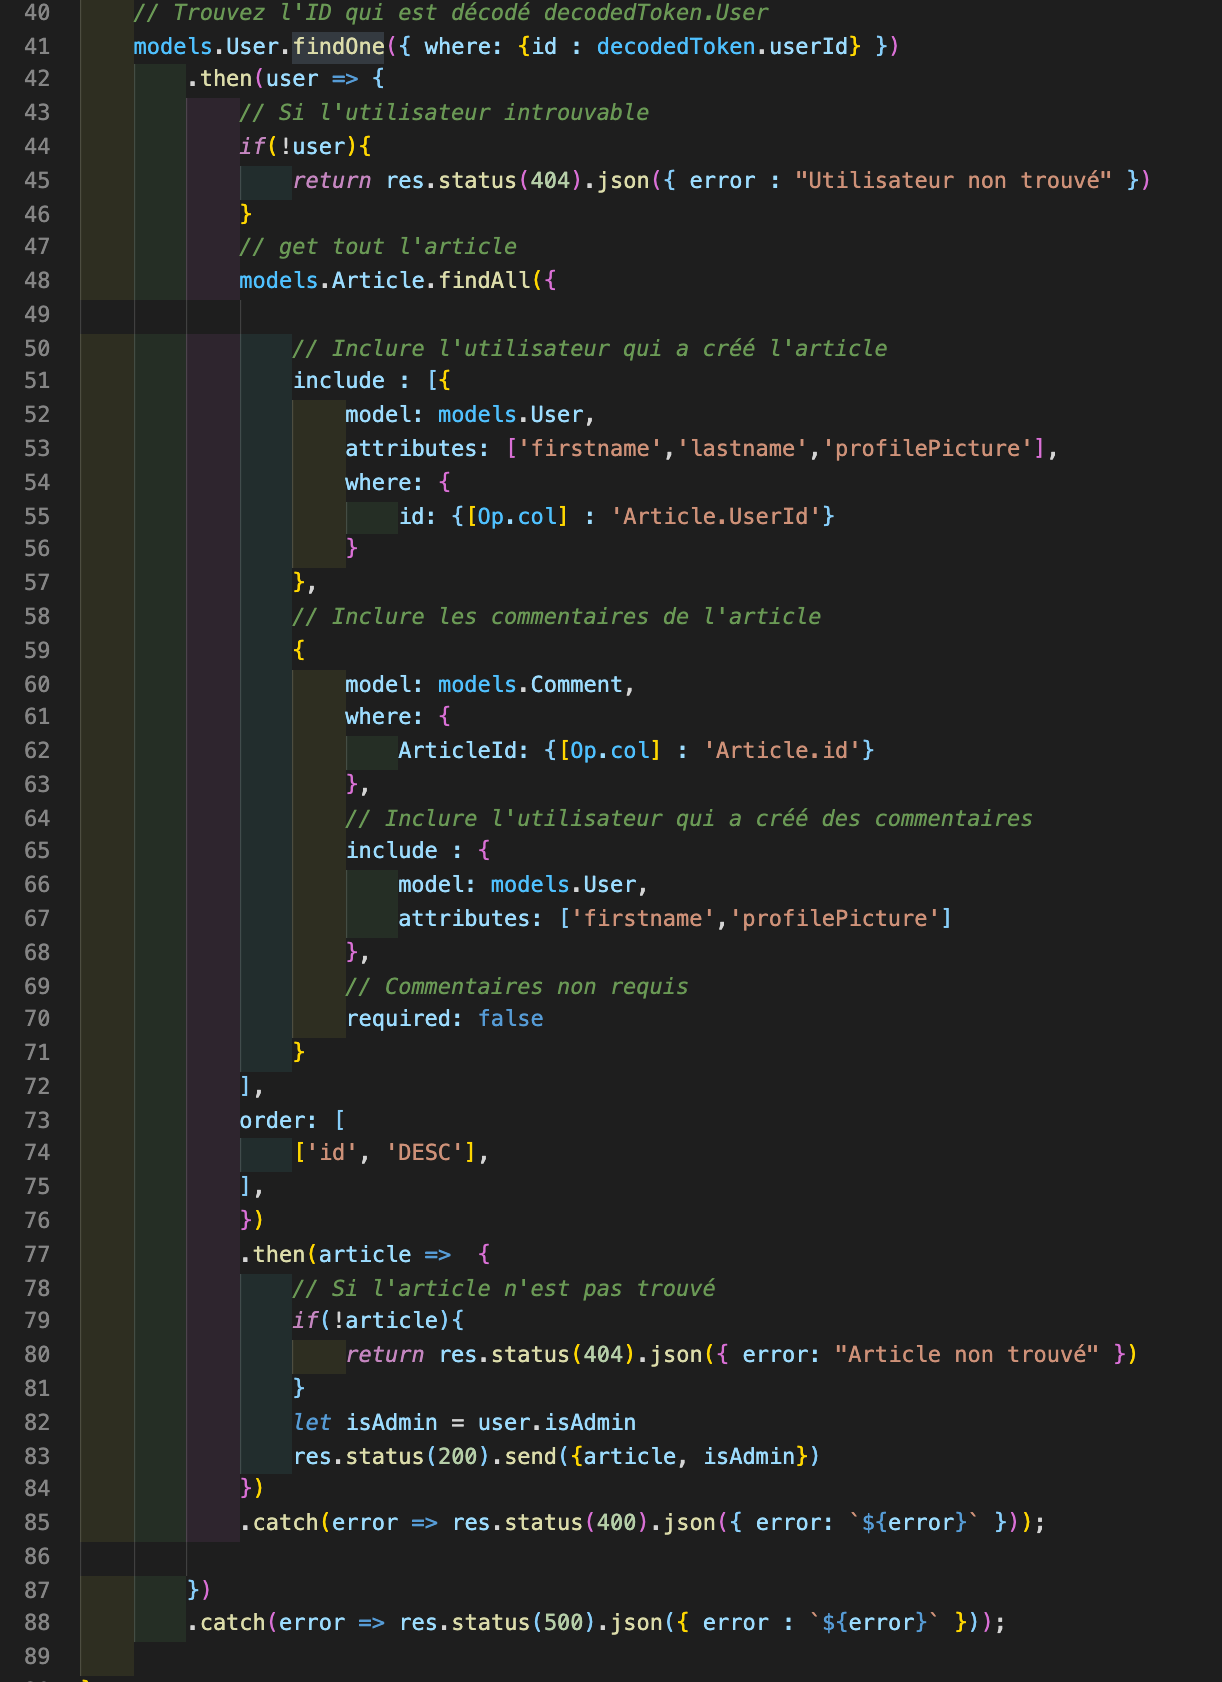 40 // Trouvez l'ID qui est décodé decodedToken.User
41 models.User.findOne({ where: {id : decodedToken.userId} })
42 .then(user => {
43 // Si l'utilisateur introuvable
44 if(!user){
45 return res.status(404).json({ error : "Utilisateur non trouvé" })
46 }
47 // get tout l'article
48 models.Article.findAll({
49
50 // Inclure l'utilisateur qui a créé l'article
51 include : [{
52 model: models.User,
53 attributes: ['firstname','lastname','profilePicture'],
54 where: {
55 id: {[Op.col] : 'Article.UserId'}
56 }
57 },
58 // Inclure les commentaires de l'article
59 {
60 model: models.Comment,
61 where: {
62 ArticleId: {[Op.col] : 'Article.id'}
63 },
64 // Inclure l'utilisateur qui a créé des commentaires
65 include : {
66 model: models.User,
67 attributes: ['firstname','profilePicture']
68 },
69 // Commentaires non requis
70 required: false
71 }
72 ],
73 order: [
74 ['id', 'DESC'],
75 ],
76 })
77 .then(article =>  {
78 // Si l'article n'est pas trouvé
79 if(!article){
80 return res.status(404).json({ error: "Article non trouvé" })
81 }
82 let isAdmin = user.isAdmin
83 res.status(200).send({article, isAdmin})
84 })
85 .catch(error => res.status(400).json({ error: `${error}` }));
86
87 })
88 .catch(error => res.status(500).json({ error : `${error}` }));
89